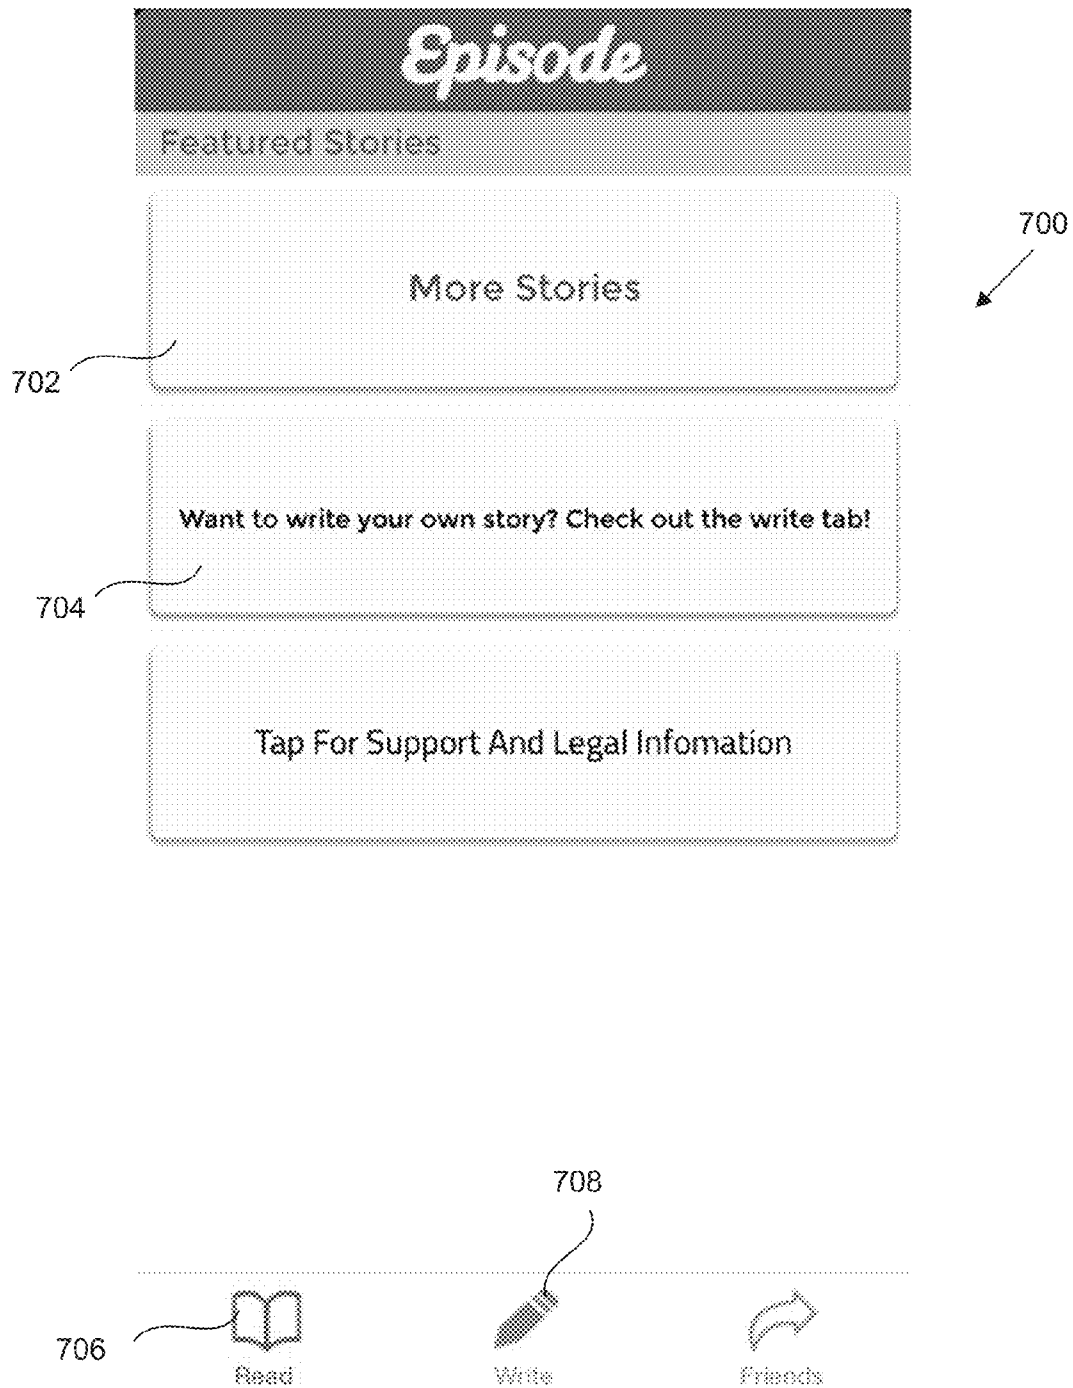 Episode
Featured Stories
700
More Stories
702
Want to write your own story? Check out the write tab!
704
Tap For Support And Legal Infomation
708
706
Read Write Friends